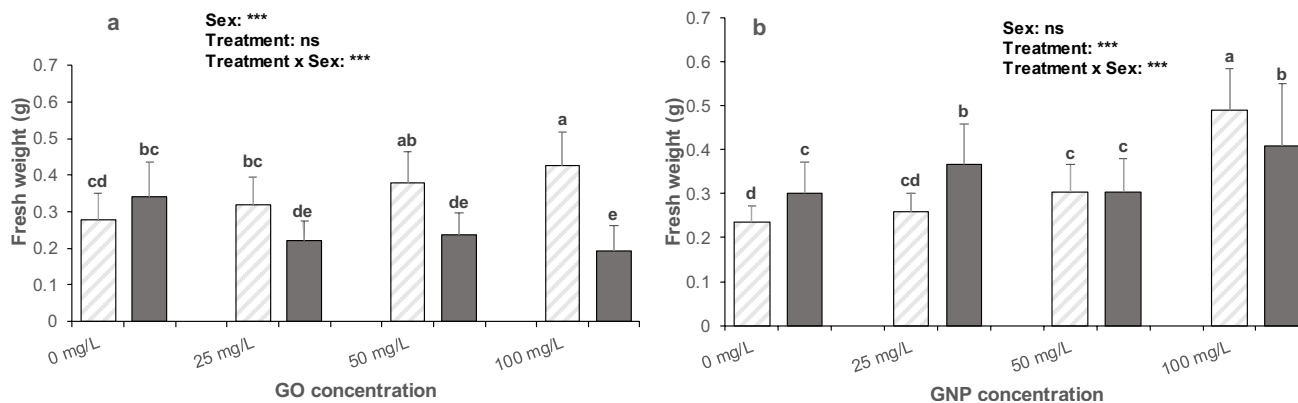 a
Sex: ***
Treatment: ns
Treatment x Sex: ***
0.7
0.6
0.5
0.4
0.3
0.2
0.1
0
Fresh weight (g)
cd
bc
bc
de
ab
de
a
e
0 mg/L
25 mg/L
50 mg/L
100 mg/L
GO concentration
b
Sex: ns
Treatment: ***
Treatment x Sex: ***
0.7
0.6
0.5
0.4
0.3
0.2
0.1
0
Fresh weight (g)
d
c
cd
b
c
c
a
b
0 mg/L
25 mg/L
50 mg/L
100 mg/L
GNP concentration